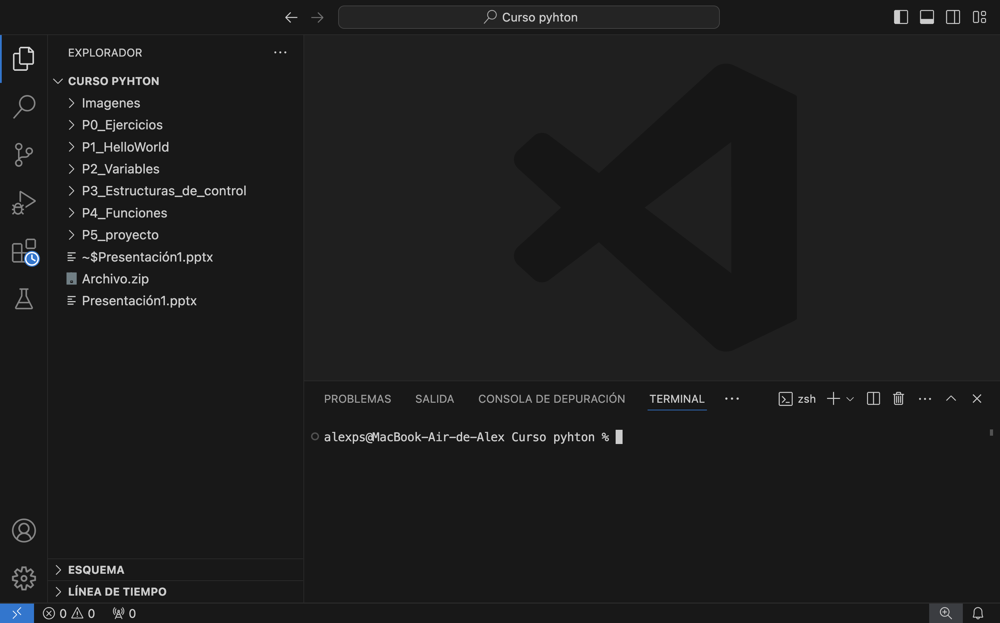 Curso pyhton
EXPLORADOR
CURSO PYHTON
Imagenes
P0_Ejercicios
P1_HelloWorld
P2_Variables
P3_Estructuras_de_control
P4_Funciones
P5_proyecto
~$Presentación1.pptx
Archivo.zip
Presentación1.pptx
ESQUEMA
LÍNEA DE TIEMPO
PROBLEMAS SALIDA CONSOLA DE DEPURACIÓN TERMINAL zsh
alexps@MacBook-Air-de-Alex Curso pyhton %
0 0 0